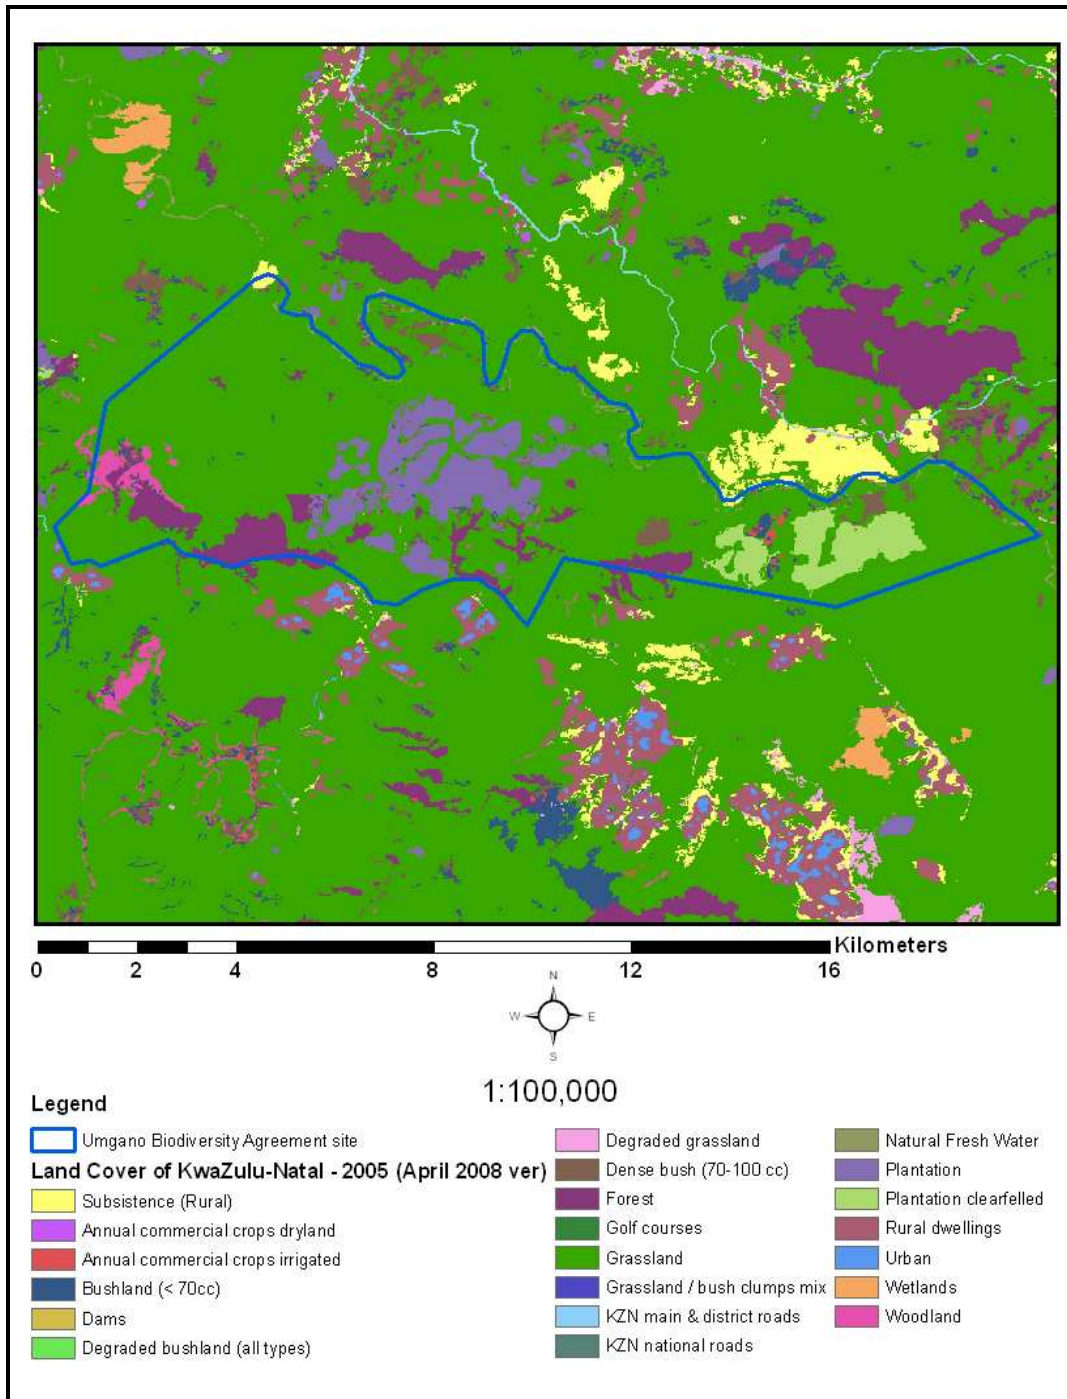 Kilometers
0 2 4 8 12 16
N
W E
S
1:100,000
Legend
Umgano Biodiversity Agreement site
Land Cover of KwaZulu-Natal - 2005 (April 2008 ver)
Subsistence (Rural)
Annual commercial crops dryland
Annual commercial crops irrigated
Bushland (< 70cc)
Dams
Degraded bushland (all types)
Degraded grassland
Dense bush (70-100 cc)
Forest
Golf courses
Grassland
Grassland / bush clumps mix
KZN main & district roads
KZN national roads
Natural Fresh Water
Plantation
Plantation clearfelled
Rural dwellings
Urban
Wetlands
Woodland